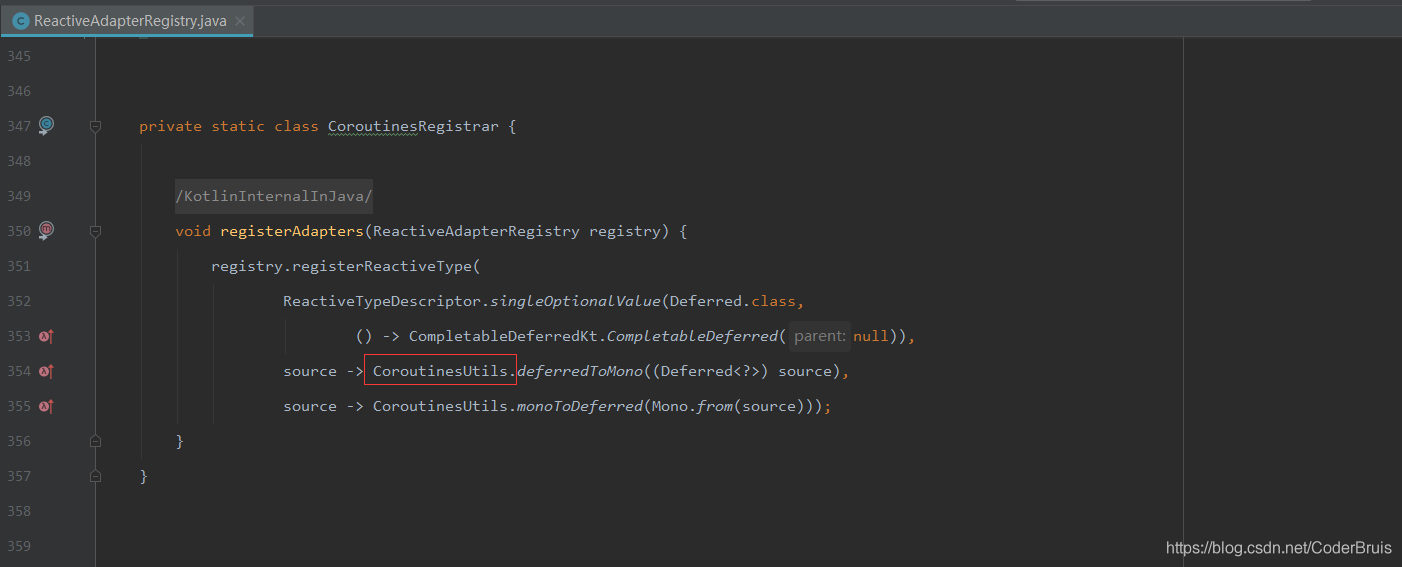 ReactiveAdapterRegistry.java
345
346
347 private static class CoroutinesRegistrar {
348
349 /KotlinInternalInJava/
350 void registerAdapters(ReactiveAdapterRegistry registry) {
351 registry.registerReactiveType(
352 ReactiveTypeDescriptor.singleOptionalValue(Deferred.class,
353 () -> CompletableDeferredKt.CompletableDeferred( parent: null)),
354 source -> CoroutinesUtils.deferredToMono((Deferred<?>) source),
355 source -> CoroutinesUtils.monoToDeferred(Mono.from(source)));
356 }
357 }
358
359
https://blog.csdn.net/CoderBruis